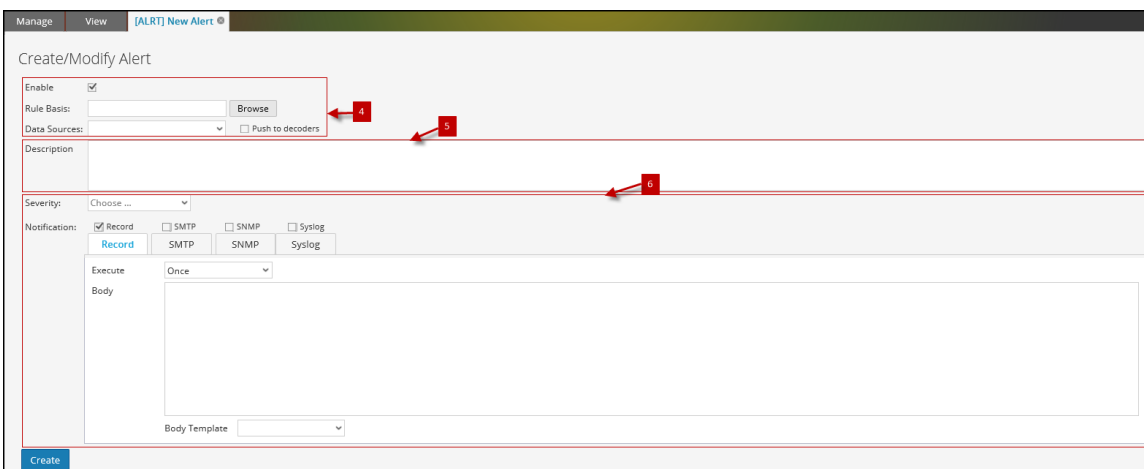 Manage View [ALRT] New Alert
Create/Modify Alert
Enable
Rule Basis: Browse
4
Data Sources: Push to decoders
5
Description
6
Severity: Choose ...
Notification: Record SMTP SNMP Syslog
Record SMTP SNMP Syslog
Execute Once
Body
Body Template
Create